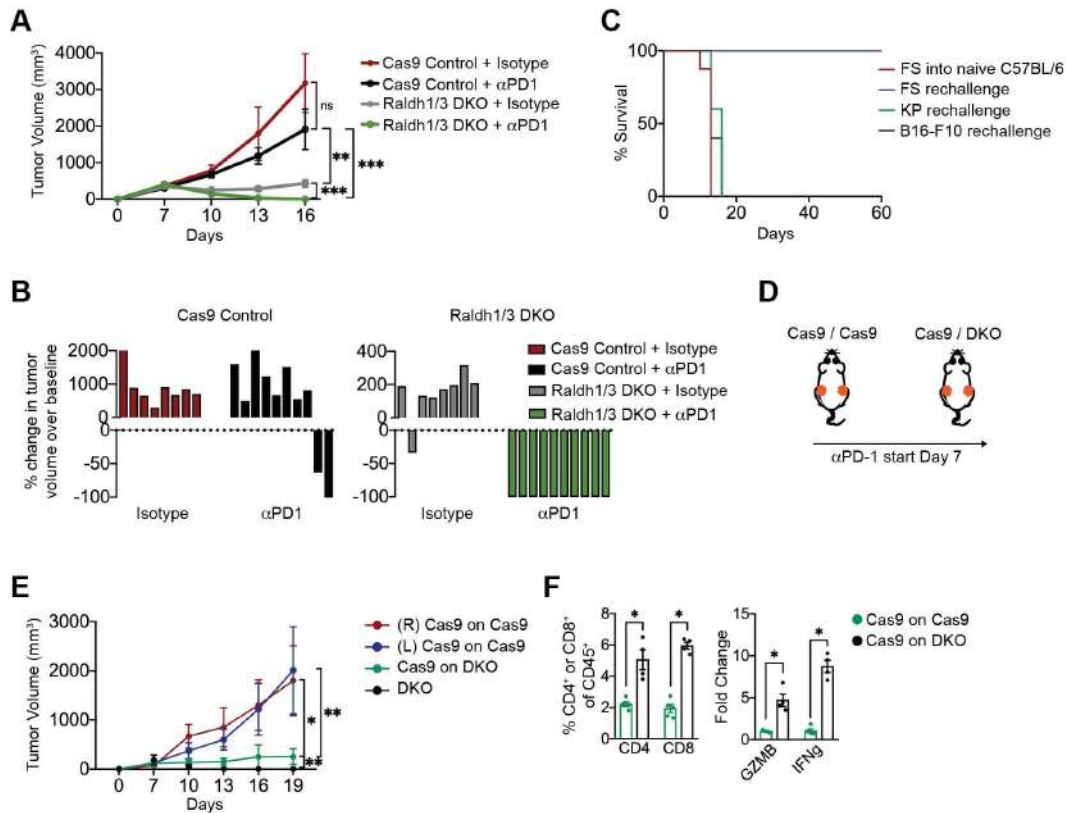 A
Tumor Volume (mm³)
4000
3000
2000
1000
0
0 7 10 13 16
Days
ns
**
***
***
Cas9 Control + Isotype
Cas9 Control + αPD1
Raldh1/3 DKO + Isotype
Raldh1/3 DKO + αPD1
C
% Survival
100
50
0
0 20 40 60
Days
FS into naive C57BL/6
FS rechallenge
KP rechallenge
B16-F10 rechallenge
B
Cas9 Control
Raldh1/3 DKO
% change in tumor
volume over baseline
2000
1000
0
0
-50
-100
Isotype
αPD1
400
200
0
0
-50
-100
Isotype
αPD1
Cas9 Control + Isotype
Cas9 Control + αPD1
Raldh1/3 DKO + Isotype
Raldh1/3 DKO + αPD1
D
Cas9 / Cas9
Cas9 / DKO
αPD-1 start Day 7
E
Tumor Volume (mm³)
3000
2000
1000
0
0 7 10 13 16 19
Days
*
**
**
(R) Cas9 on Cas9
(L) Cas9 on Cas9
Cas9 on DKO
DKO
F
% CD4⁺ or CD8⁺
of CD45⁺
8
6
4
2
0
*
*
CD4 CD8
Fold Change
15
10
5
0
*
*
GZMB
IFNg
Cas9 on Cas9
Cas9 on DKO